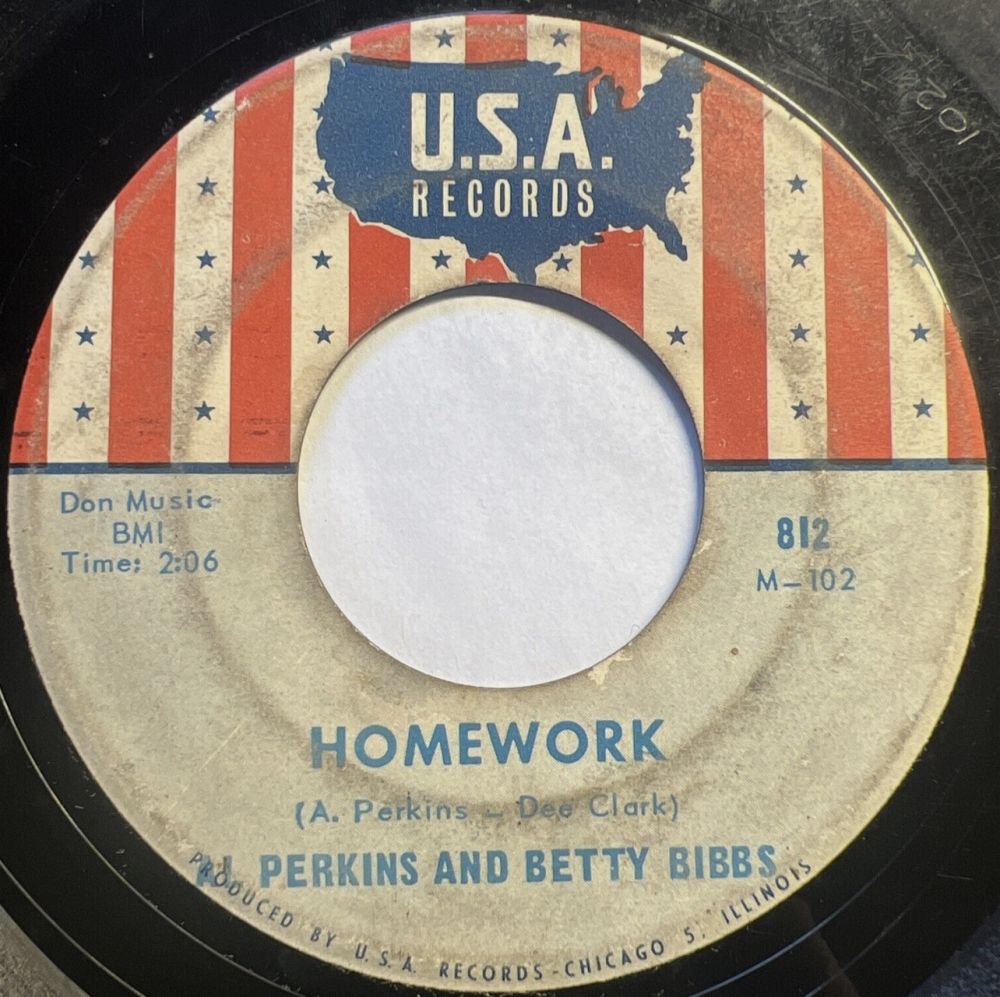 U.S.A.
RECORDS
Don Music
BMI
Time: 2:06
812
M-102
HOMEWORK
(A. Perkins - Dee Clark)
PERKINS AND BETTY BIBBS
PRODUCED BY U.S.A. RECORDS-CHICAGO 5, ILLINOIS